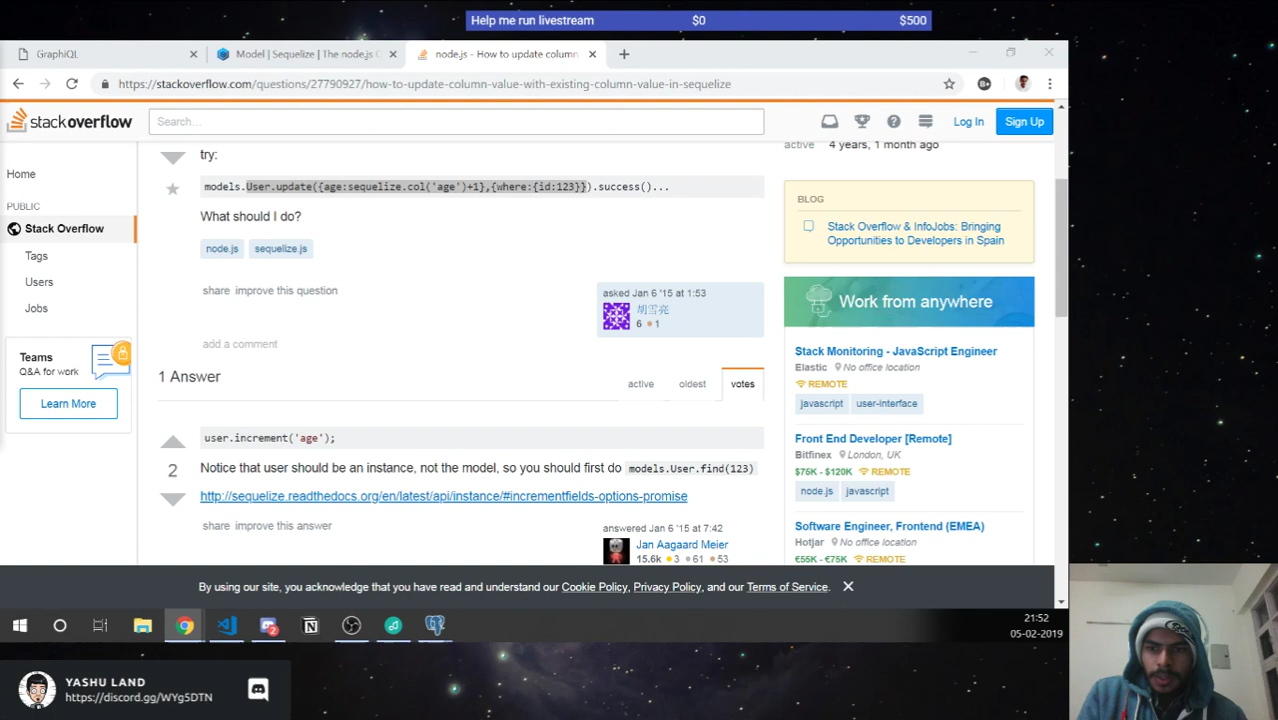 Help me run livestream $0 $500
GraphiQL
Model | Sequelize | The node.js O
node.js - How to update column
https://stackoverflow.com/questions/27790927/how-to-update-column-value-with-existing-column-value-in-sequelize
stackoverflow
Search...
Log In
Sign Up
Home
PUBLIC
Stack Overflow
Tags
Users
Jobs
Teams
Q&A for work
Learn More
try:
models.User.update({age:sequelize.col('age')+1},{where:{id:123}}).success()...
What should I do?
node.js sequelize.js
share improve this question
asked Jan 6 '15 at 1:53
胡雪亮
6 1
add a comment
1 Answer
active oldest votes
user.increment('age');
2
Notice that user should be an instance, not the model, so you should first do models.User.find(123)
http://sequelize.readthedocs.org/en/latest/api/instance/#incrementfields-options-promise
share improve this answer
answered Jan 6 '15 at 7:42
Jan Aagaard Meier
15.6k 3 61 53
active 4 years, 1 month ago
BLOG
Stack Overflow & InfoJobs: Bringing
Opportunities to Developers in Spain
Work from anywhere
Stack Monitoring - JavaScript Engineer
Elastic No office location
REMOTE
javascript user-interface
Front End Developer [Remote]
Bitfinex London, UK
$75K - $120K REMOTE
node.js javascript
Software Engineer, Frontend (EMEA)
Hotjar No office location
€55K - €75K REMOTE
By using our site, you acknowledge that you have read and understand our Cookie Policy, Privacy Policy, and our Terms of Service.
21:52
05-02-2019
YASHU LAND
https://discord.gg/WYg5DTN